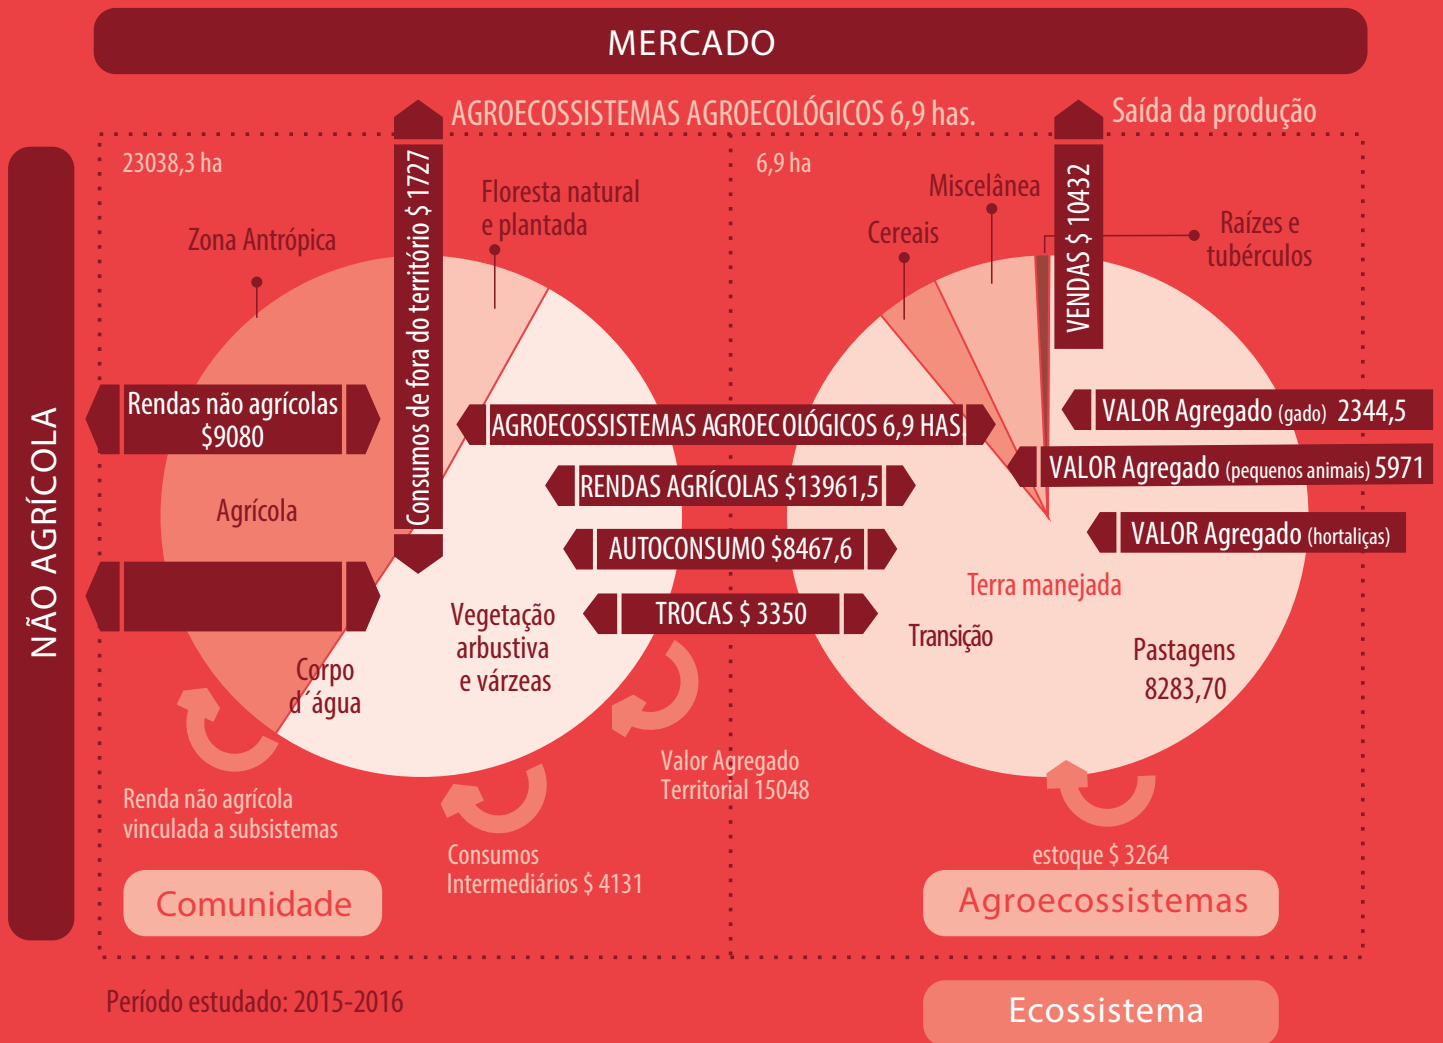 MERCADO
AGROECOSSISTEMAS AGROECOLÓGICOS 6,9 has.
Saída da produção
NÃO AGRÍCOLA
23038,3 ha
6,9 ha
Zona Antrópica
Floresta natural
e plantada
Consumos de fora do território $ 1727
Cereais
Miscelânea
VENDAS $ 10432
Raízes e
tubérculos
Rendas não agrícolas
$9080
AGROECOSSISTEMAS AGROECOLÓGICOS 6,9 HAS
VALOR Agregado (gado) 2344,5
VALOR Agregado (pequenos animais) 5971
RENDAS AGRÍCOLAS $13961,5
Agrícola
VALOR Agregado (hortaliças)
AUTOCONSUMO $8467,6
Terra manejada
TROCAS $ 3350
Vegetação
arbustiva
e várzeas
Transição
Pastagens
8283,70
Corpo
d´água
Valor Agregado
Territorial 15048
Renda não agrícola
vinculada a subsistemas
Consumos
Intermediários $ 4131
estoque $ 3264
Comunidade
Agroecossistemas
Período estudado: 2015-2016
Ecossistema